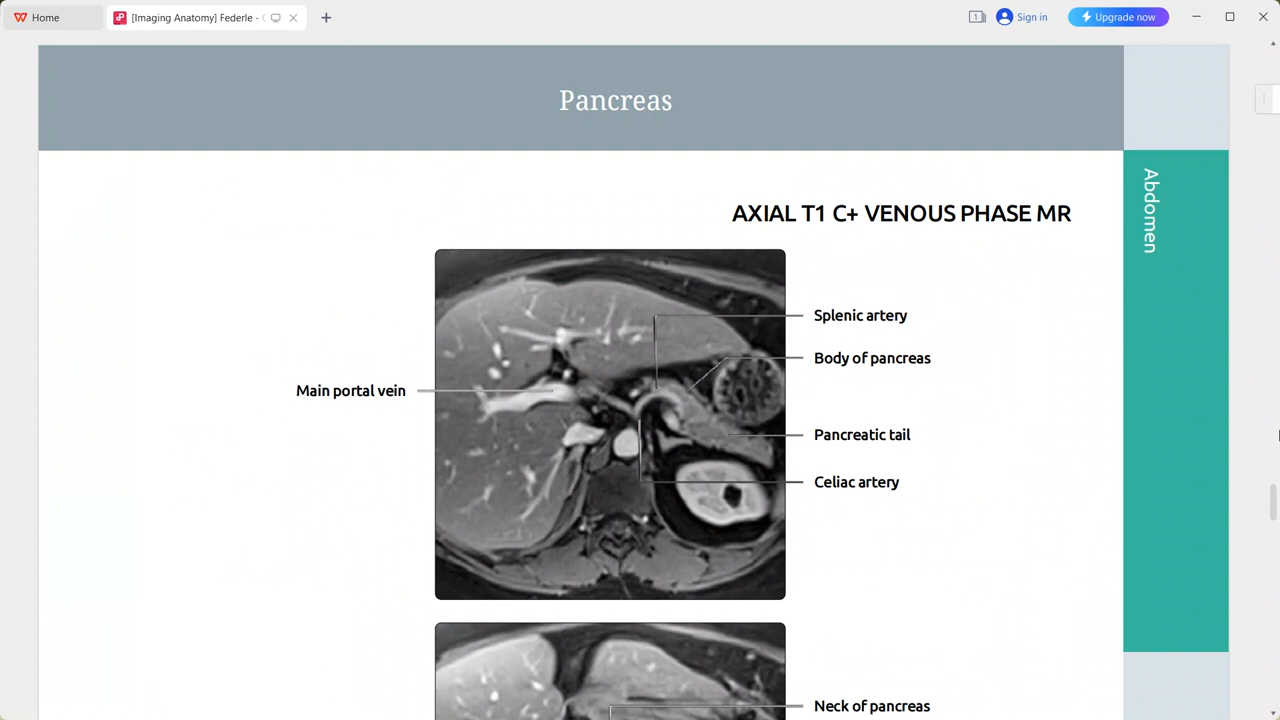 Home
[Imaging Anatomy] Federle -
1
Sign in
Upgrade now
Pancreas
Abdomen
AXIAL T1 C+ VENOUS PHASE MR
Splenic artery
Body of pancreas
Main portal vein
Pancreatic tail
Celiac artery
Neck of pancreas